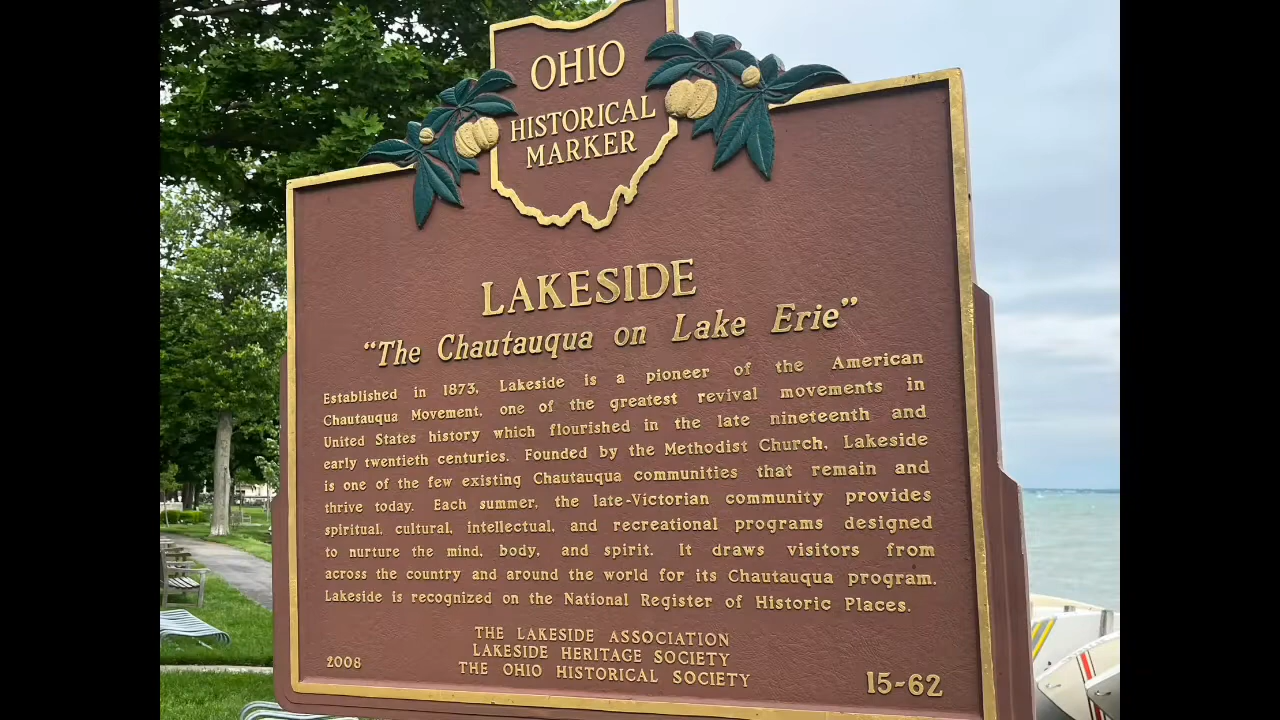 OHIO
HISTORICAL
MARKER
LAKESIDE
“The Chautauqua on Lake Erie”
Established in 1873, Lakeside is a pioneer of the American
Chautauqua Movement, one of the greatest revival movements in
United States history which flourished in the late nineteenth and
early twentieth centuries. Founded by the Methodist Church, Lakeside
is one of the few existing Chautauqua communities that remain and
thrive today. Each summer, the late-Victorian community provides
spiritual, cultural, intellectual, and recreational programs designed
to nurture the mind, body, and spirit. It draws visitors from
across the country and around the world for its Chautauqua program.
Lakeside is recognized on the National Register of Historic Places.
THE LAKESIDE ASSOCIATION
LAKESIDE HERITAGE SOCIETY
THE OHIO HISTORICAL SOCIETY
2008
15-62